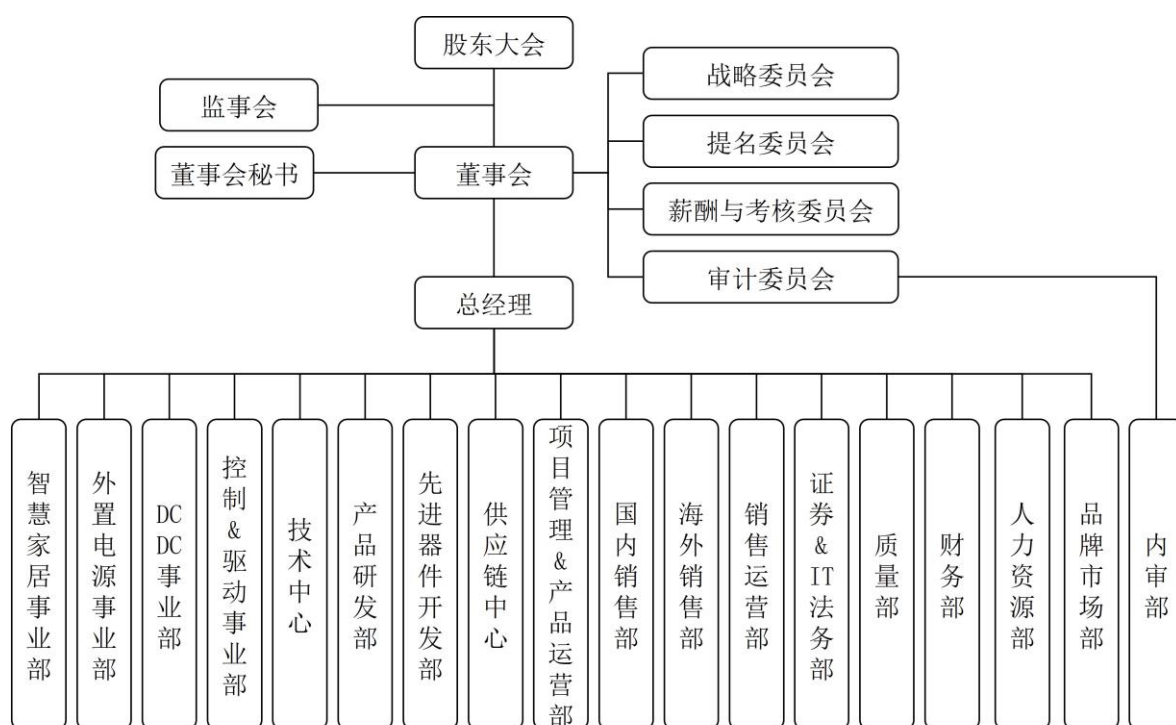 股东大会
战略委员会
监事会
提名委员会
董事会秘书
董事会
薪酬与考核委员会
审计委员会
总经理
智慧家居事业部
外置电源事业部
DCDC事业部
控制&驱动事业部
技术中心
产品研发部
先进器件开发部
供应链中心
项目管理&产品运营部
国内销售部
海外销售部
销售运营部
证券&IT法务部
质量部
财务部
人力资源部
品牌市场部
内审部